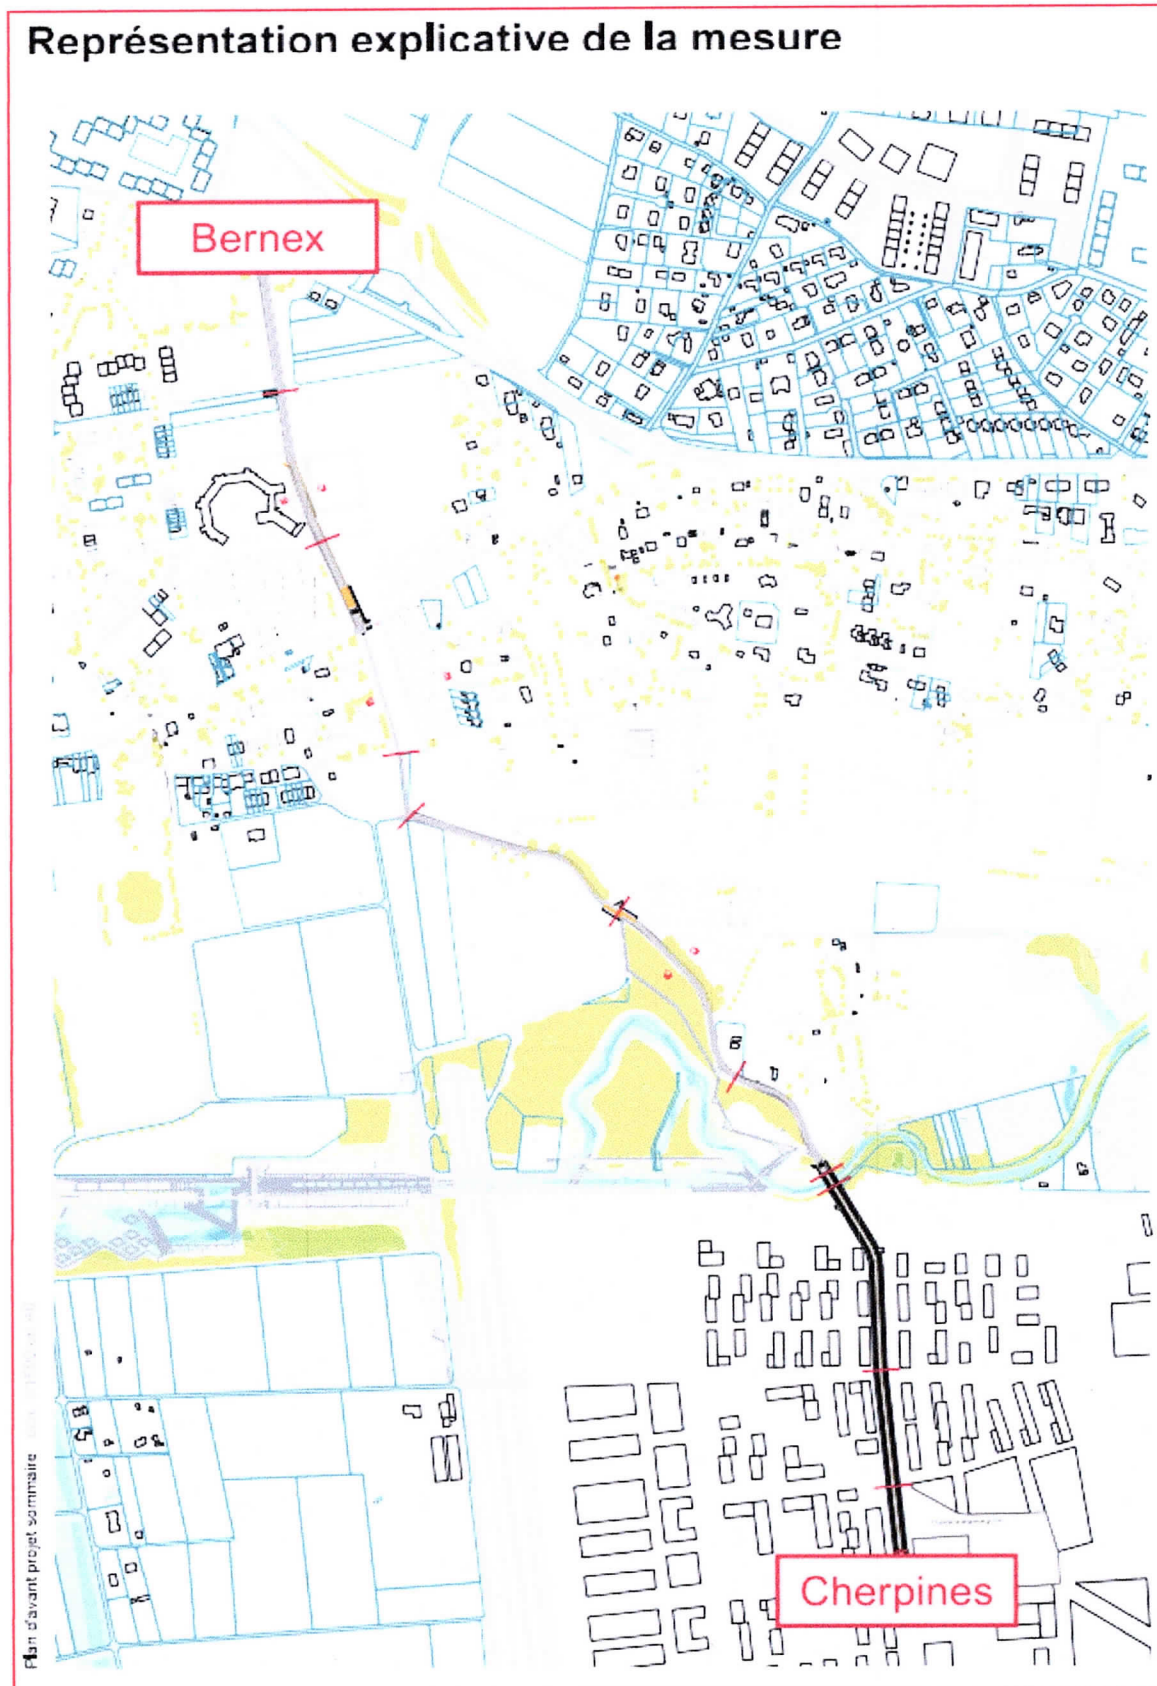 Représentation explicative de la mesure
Bernex
Cherpines
Plan d'avant projet sommaire